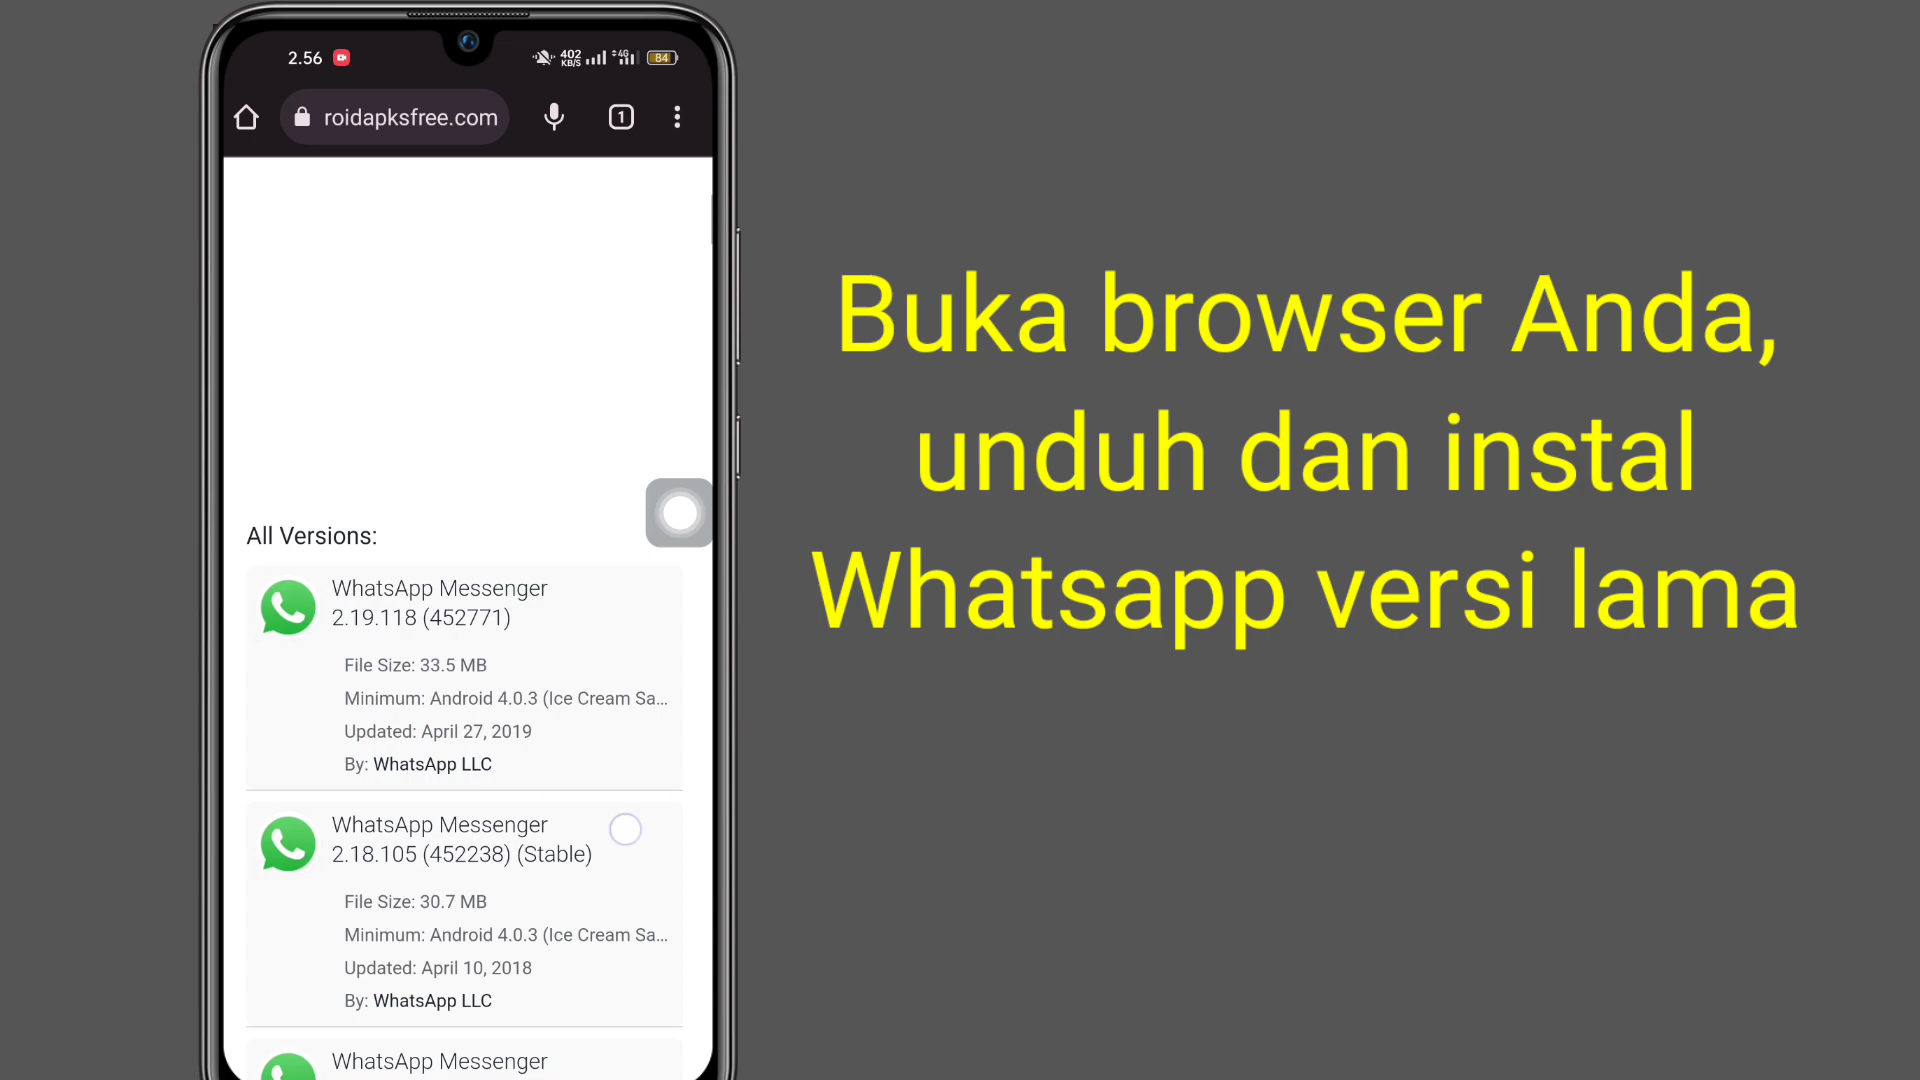 2.56
402
KB/S
4G
84
roidapksfree.com
1
All Versions:
WhatsApp Messenger
2.19.118 (452771)
File Size: 33.5 MB
Minimum: Android 4.0.3 (Ice Cream Sa...
Updated: April 27, 2019
By: WhatsApp LLC
WhatsApp Messenger
2.18.105 (452238) (Stable)
File Size: 30.7 MB
Minimum: Android 4.0.3 (Ice Cream Sa...
Updated: April 10, 2018
By: WhatsApp LLC
WhatsApp Messenger
Buka browser Anda,
unduh dan instal
Whatsapp versi lama